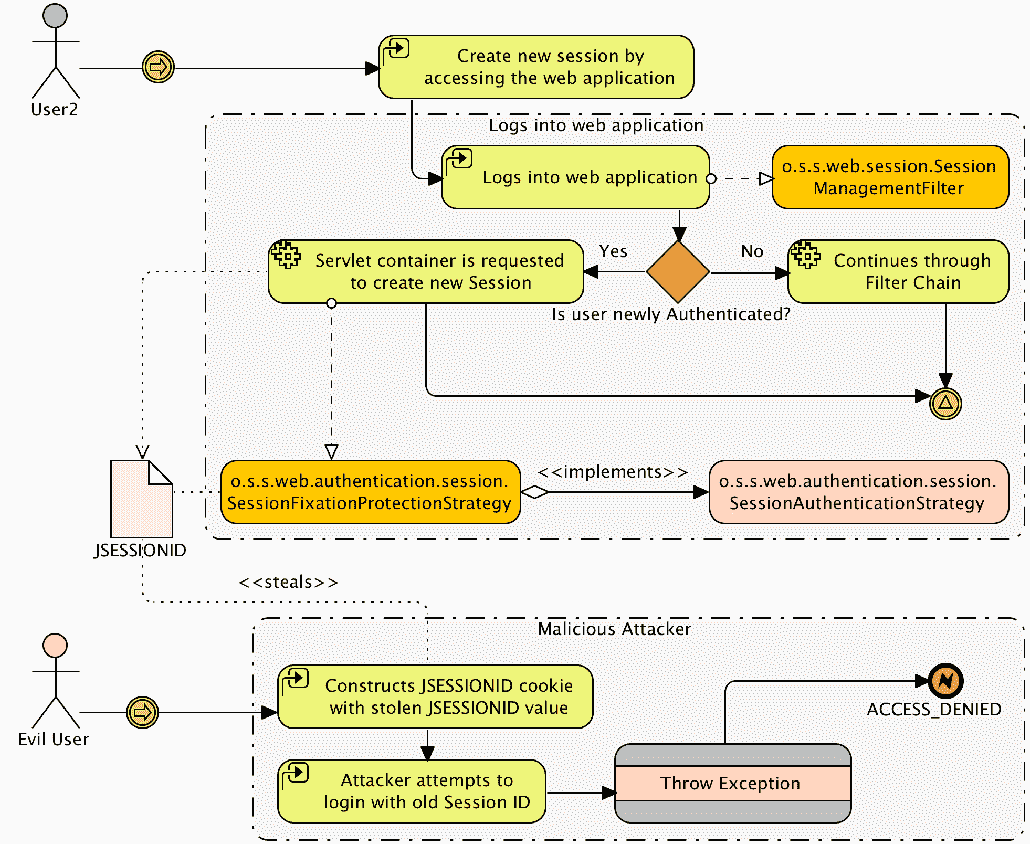 Create new session by
accessing the web application
User2
Logs into web application
Logs into web application
o.s.s.web.session.Session
ManagementFilter
Yes
No
Servlet container is requested
to create new Session
Continues through
Filter Chain
Is user newly Authenticated?
o.s.s.web.authentication.session.
SessionFixationProtectionStrategy
<<implements>>
o.s.s.web.authentication.session.
SessionAuthenticationStrategy
JSESSIONID
<<steals>>
Malicious Attacker
Constructs JSESSIONID cookie
with stolen JSESSIONID value
ACCESS_DENIED
Evil User
Attacker attempts to
login with old Session ID
Throw Exception